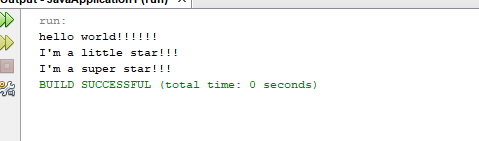 Output - JavaApplication1 (run)
run:
hello world!!!!!!
I'm a little star!!!
I'm a super star!!!
BUILD SUCCESSFUL (total time: 0 seconds)